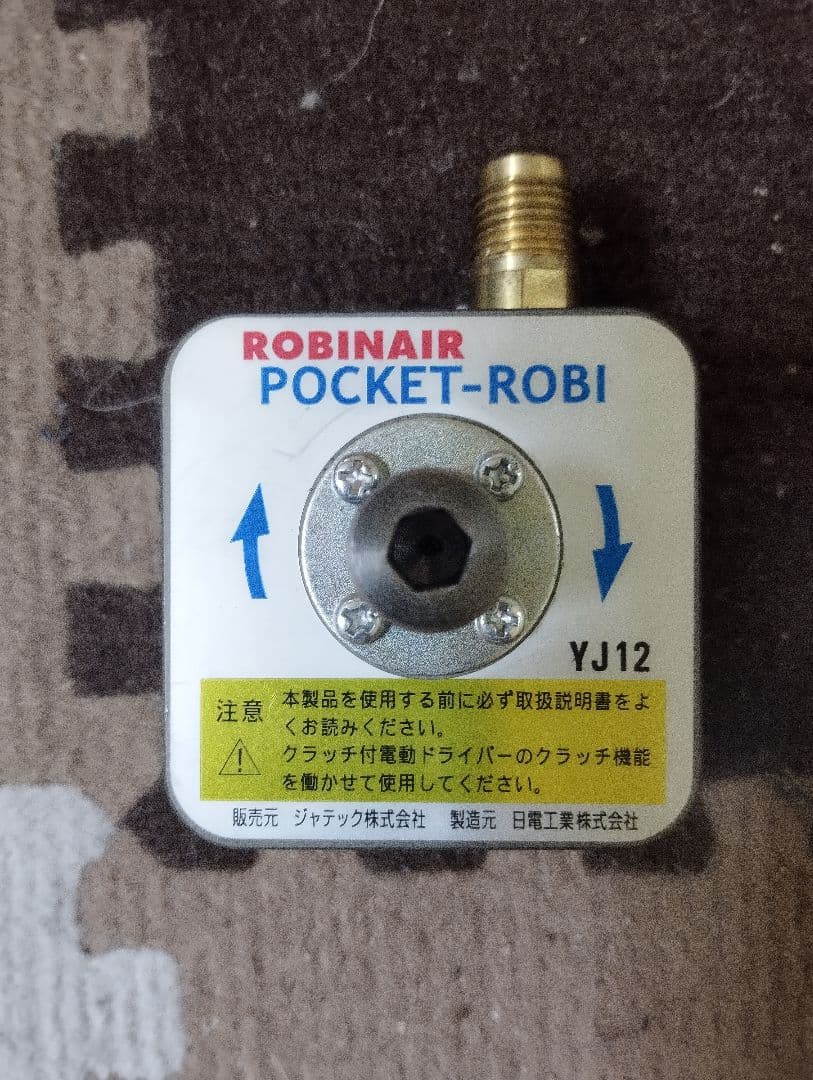 ROBINAIR
POCKET-ROBI
YJ12
注意 本製品を使用する前に必ず取扱説明書をよ
くお読みください。
クラッチ付電動ドライバーのクラッチ機能
を働かせて使用してください。
販売元 ジャテック株式会社 製造元 日電工業株式会社